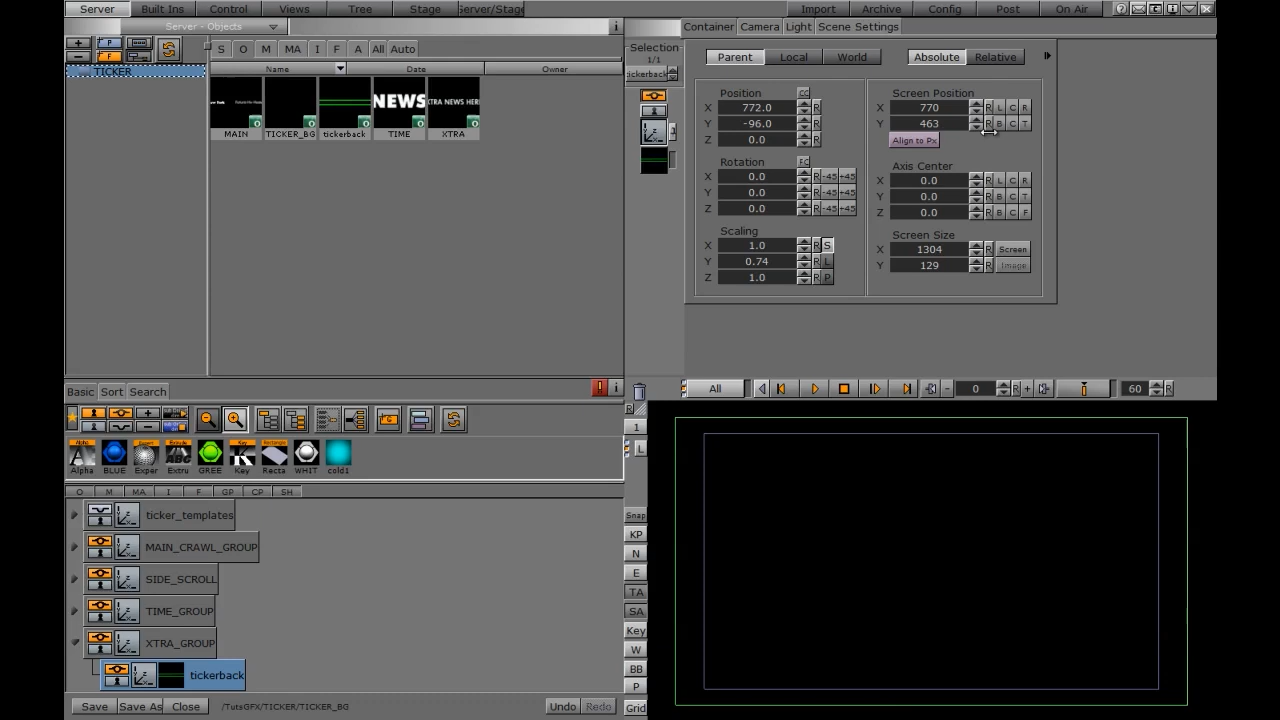 Server Built Ins Control Views Tree Stage Server/Stage Import Archive Config Post On Air
Server - Objects
Container Camera Light Scene Settings
S O M MA I F A All Auto
Selection
1/1
tickerback
Parent Local World Absolute Relative
Name Date Owner
TICKER
NEWS
XTRA NEWS HERE
MAIN TICKER_BG tickerback TIME XTRA
Position CC
X 772.0 R
Y -96.0 R
Z 0.0 R
Rotation FC
X 0.0 R -45 +45
Y 0.0 R -45 +45
Z 0.0 R -45 +45
Scaling
X 1.0 R S
Y 0.74 R L
Z 1.0 R P
Screen Position
X 770 R L C R
Y 463 R B C T
Align to Px
Axis Center
X 0.0 R L C R
Y 0.0 R B C T
Z 0.0 R B C F
Screen Size
X 1304 R Screen
Y 129 R Image
Basic Sort Search
All 0 R 60 R
R
1
L
Alpha BLUE Exper Extru GREE Key Recta WHIT cold1
O M MA I F GP CP SH
ticker_templates
MAIN_CRAWL_GROUP
SIDE_SCROLL
TIME_GROUP
XTRA_GROUP
tickerback
Snap
KP
N
E
TA
SA
Key
W
BB
P
Grid
Save Save As Close /TutsGFX/TICKER/TICKER_BG Undo Redo